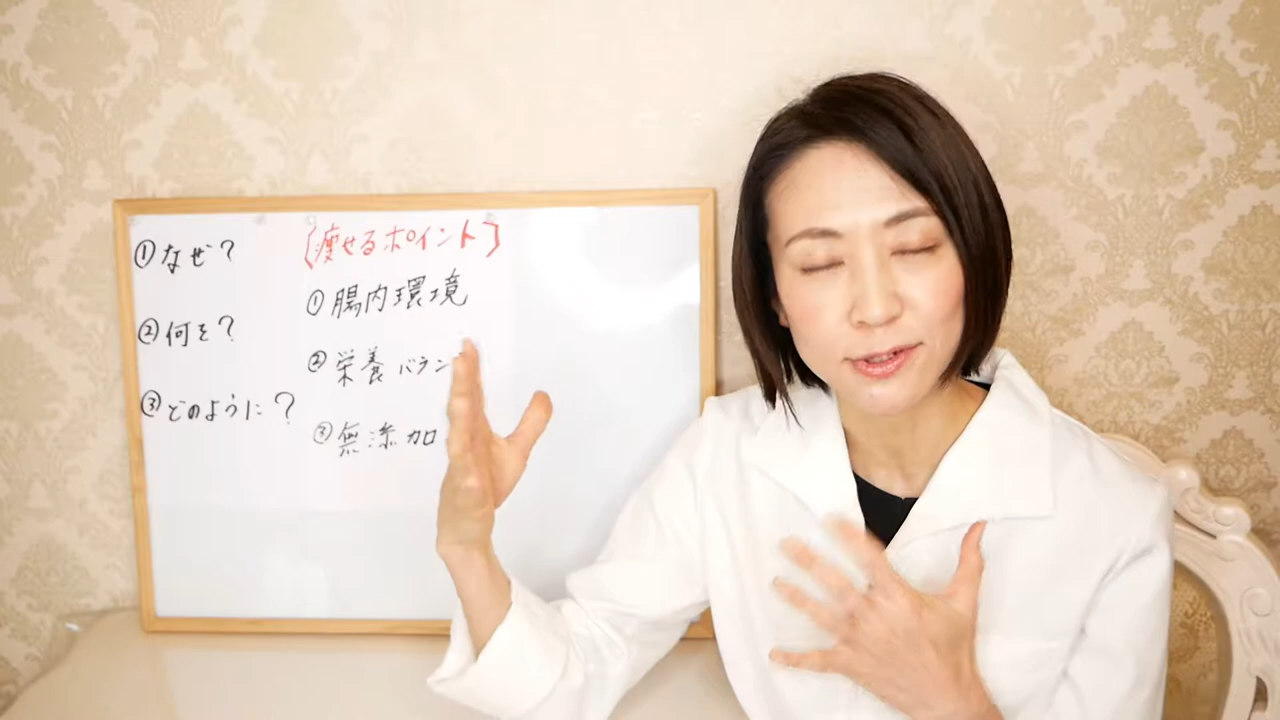 ①なぜ?
②何を?
③どのように?
[痩せるポイント]
①腸内環境
②栄養バラン
③無添加